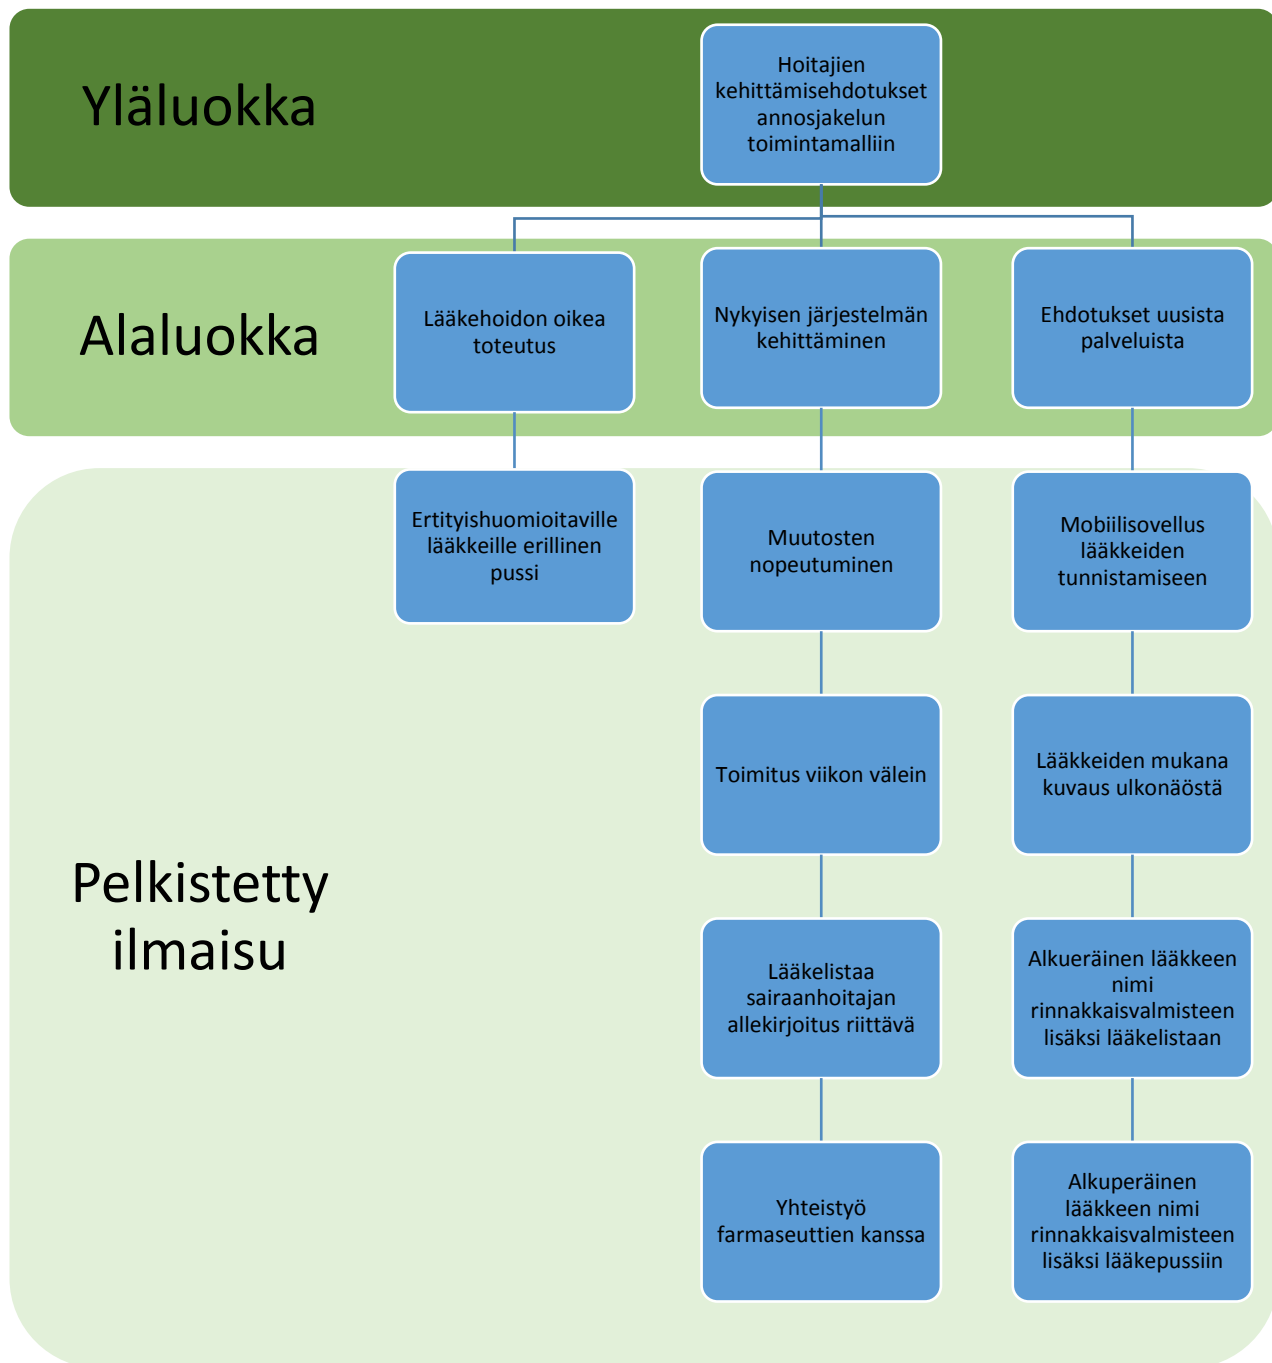 Yläluokka
Hoitajien
kehittämisehdotukset
annosjakelun
toimintamalliin
Alaluokka
Lääkehoidon oikea
toteutus
Nykyisen järjestelmän
kehittäminen
Ehdotukset uusista
palveluista
Pelkistetty
ilmaisu
Ertityishuomioitaville
lääkkeille erillinen
pussi
Muutosten
nopeutuminen
Toimitus viikon välein
Lääkelistaa
sairaanhoitajan
allekirjoitus riittävä
Yhteistyö
farmaseuttien kanssa
Mobiilisovellus
lääkkeiden
tunnistamiseen
Lääkkeiden mukana
kuvaus ulkonäöstä
Alkueräinen lääkkeen
nimi
rinnakkaisvalmisteen
lisäksi lääkelistaan
Alkuperäinen
lääkkeen nimi
rinnakkaisvalmisteen
lisäksi lääkepussiin